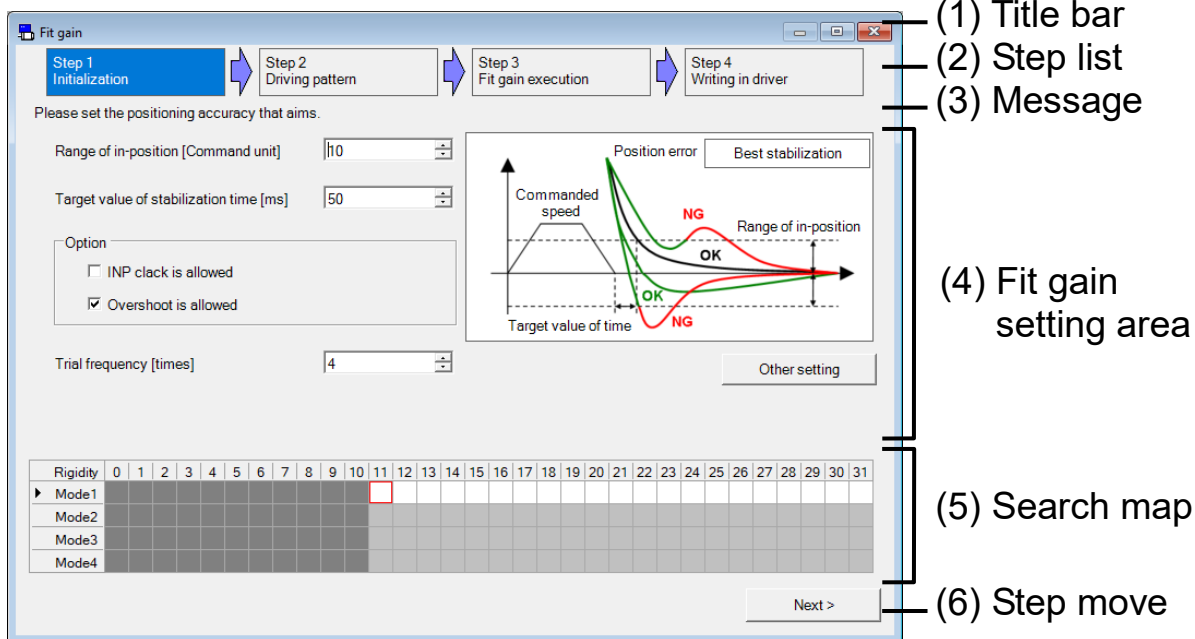 Fit gain
(1) Title bar
Step 1
Initialization
Step 2
Driving pattern
Step 3
Fit gain execution
Step 4
Writing in driver
(2) Step list
Please set the positioning accuracy that aims.
(3) Message
Range of in-position [Command unit]
10
Target value of stabilization time [ms]
50
Option
INP clack is allowed
Overshoot is allowed
Trial frequency [times]
4
Position error
Best stabilization
Commanded
speed
NG
Range of in-position
OK
OK
Target value of time
NG
Other setting
(4) Fit gain
setting area
Rigidity 0 1 2 3 4 5 6 7 8 9 10 11 12 13 14 15 16 17 18 19 20 21 22 23 24 25 26 27 28 29 30 31
Mode1
Mode2
Mode3
Mode4
(5) Search map
Next >
(6) Step move